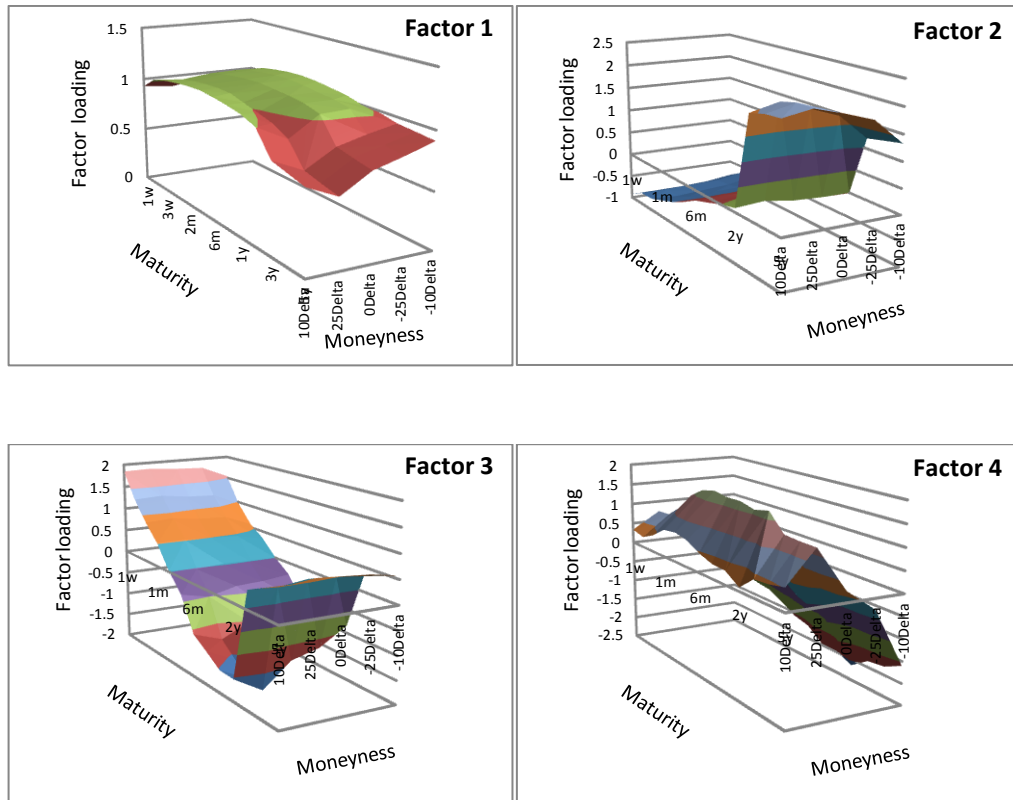 Factor 1
Factor loading
1.5
1
0.5
0
1w
3w
2m
6m
1y
3y
Maturity
10Delta
25Delta
0Delta
-25Delta
-10Delta
Moneyness
Factor 2
Factor loading
2.5
2
1.5
1
0.5
0
-0.5
-1
1w
1m
6m
2y
Maturity
10Delta
25Delta
0Delta
-25Delta
-10Delta
Moneyness
Factor 3
Factor loading
2
1.5
1
0.5
0
-0.5
-1
-1.5
-2
1w
1m
6m
2y
Maturity
10Delta
25Delta
0Delta
-25Delta
-10Delta
Moneyness
Factor 4
Factor loading
2
1.5
1
0.5
0
-0.5
-1
-1.5
-2
-2.5
1w
1m
6m
2y
Maturity
10Delta
25Delta
0Delta
-25Delta
-10Delta
Moneyness